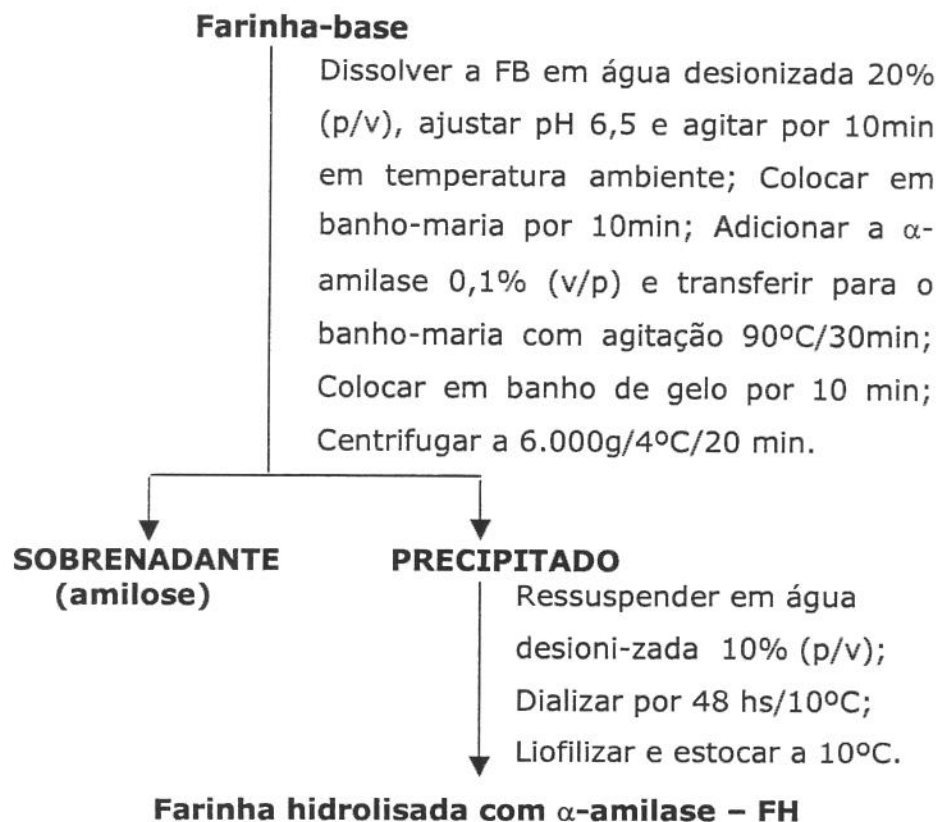 Farinha-base
Dissolver a FB em água desionizada 20%
(p/v), ajustar pH 6,5 e agitar por 10min
em temperatura ambiente; Colocar em
banho-maria por 10min; Adicionar a α-
amilase 0,1% (v/p) e transferir para o
banho-maria com agitação 90ºC/30min;
Colocar em banho de gelo por 10 min;
Centrifugar a 6.000g/4ºC/20 min.
SOBRENADANTE
(amilose)
PRECIPITADO
Ressuspender em água
desioni-zada 10% (p/v);
Dializar por 48 hs/10ºC;
Liofilizar e estocar a 10ºC.
Farinha hidrolisada com α-amilase – FH